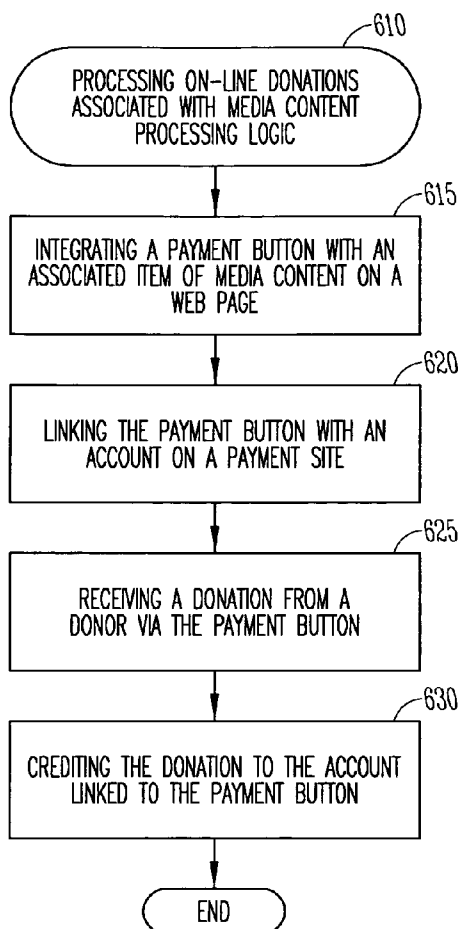 610
PROCESSING ON-LINE DONATIONS
ASSOCIATED WITH MEDIA CONTENT
PROCESSING LOGIC
615
INTEGRATING A PAYMENT BUTTON WITH AN
ASSOCIATED ITEM OF MEDIA CONTENT ON A
WEB PAGE
620
LINKING THE PAYMENT BUTTON WITH AN
ACCOUNT ON A PAYMENT SITE
625
RECEIVING A DONATION FROM A
DONOR VIA THE PAYMENT BUTTON
630
CREDITING THE DONATION TO THE ACCOUNT
LINKED TO THE PAYMENT BUTTON
END